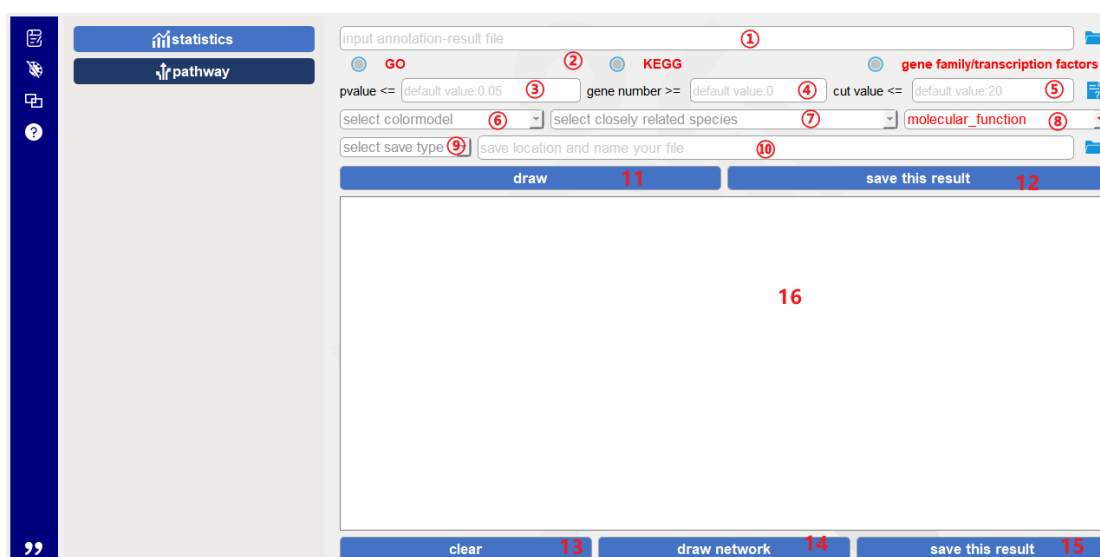 statistics
pathway
input annotation-result file ①
GO ② KEGG gene family/transcription factors
pvalue <= default value:0.05 ③ gene number >= default value:0 ④ cut value <= default value:20 ⑤
select colormodel ⑥ select closely related species ⑦ molecular_function ⑧
select save type ⑨ save location and name your file ⑩
draw 11 save this result 12
16
clear 13 draw network 14 save this result 15